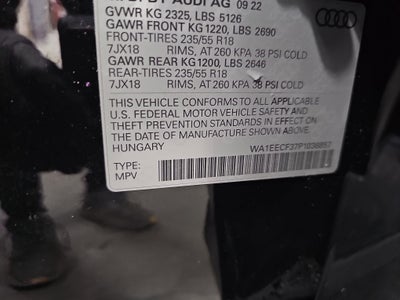 MFD. BY AUDI AG 09 22
GVWR KG 2325, LBS 5126
GAWR FRONT KG 1220, LBS 2690
FRONT-TIRES 235/55 R18
7JX18 RIMS, AT 260 KPA 38 PSI COLD
GAWR REAR KG 1200, LBS 2646
REAR-TIRES 235/55 R18
7JX18 RIMS, AT 260 KPA 38 PSI COLD
THIS VEHICLE CONFORMS TO ALL APPLICABLE
U.S. FEDERAL MOTOR VEHICLE SAFETY AND
THEFT PREVENTION STANDARDS IN EFFECT ON
THE DATE OF MANUFACTURE SHOWN ABOVE.
HUNGARY
WA1EECF37P1038857
TYPE:
MPV